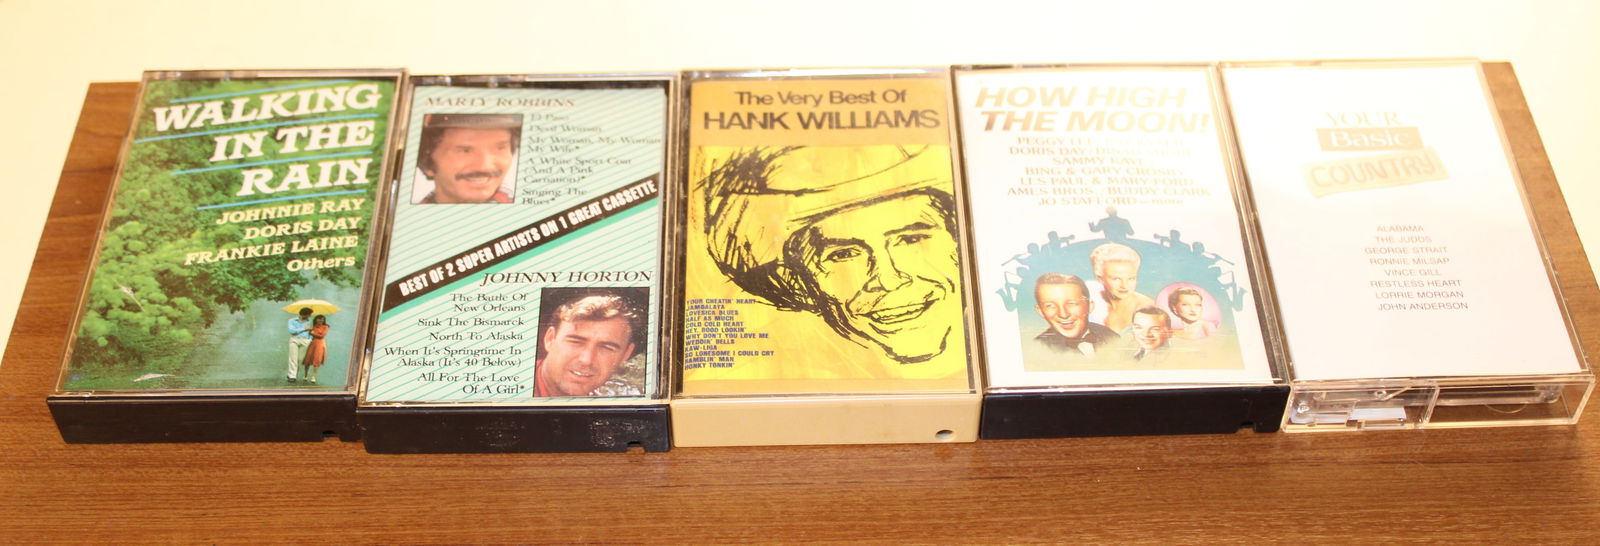 WALKING
IN THE
RAIN
JOHNNIE RAY
DORIS DAY
FRANKIE LAINE
Others
MARTY ROBBINS
El Paso
Devil Woman
My Woman, My Woman
My Wife*
A White Sport Coat
(And A Pink
Carnation)*
Singing The
Blues*
BEST OF 2 SUPER ARTISTS ON 1 GREAT CASSETTE
JOHNNY HORTON
The Battle Of
New Orleans
Sink The Bismarck
North To Alaska
When It's Springtime In
Alaska (It's 40 Below)
All For The Love
Of A Girl*
The Very Best Of
HANK WILLIAMS
YOUR CHEATIN' HEART
JAMBALAYA
LOVESICK BLUES
HALF AS MUCH
COLD COLD HEART
HEY, GOOD LOOKIN'
WHY DON'T YOU LOVE ME
WEDDIN' BELLS
KAW-LIGA
SO LONESOME I COULD CRY
RAMBLIN' MAN
HONKY TONKIN'
HOW HIGH
THE MOON!
PEGGY LEE
DORIS DAY • DINAH SHORE
SAMMY KAYE
BING & GARY CROSBY
LES PAUL & MARY FORD
AMES BROS. BUDDY CLARK
JO STAFFORD more
YOUR
Basic
COUNTRY
ALABAMA
THE JUDDS
GEORGE STRAIT
RONNIE MILSAP
VINCE GILL
RESTLESS HEART
LORRIE MORGAN
JOHN ANDERSON